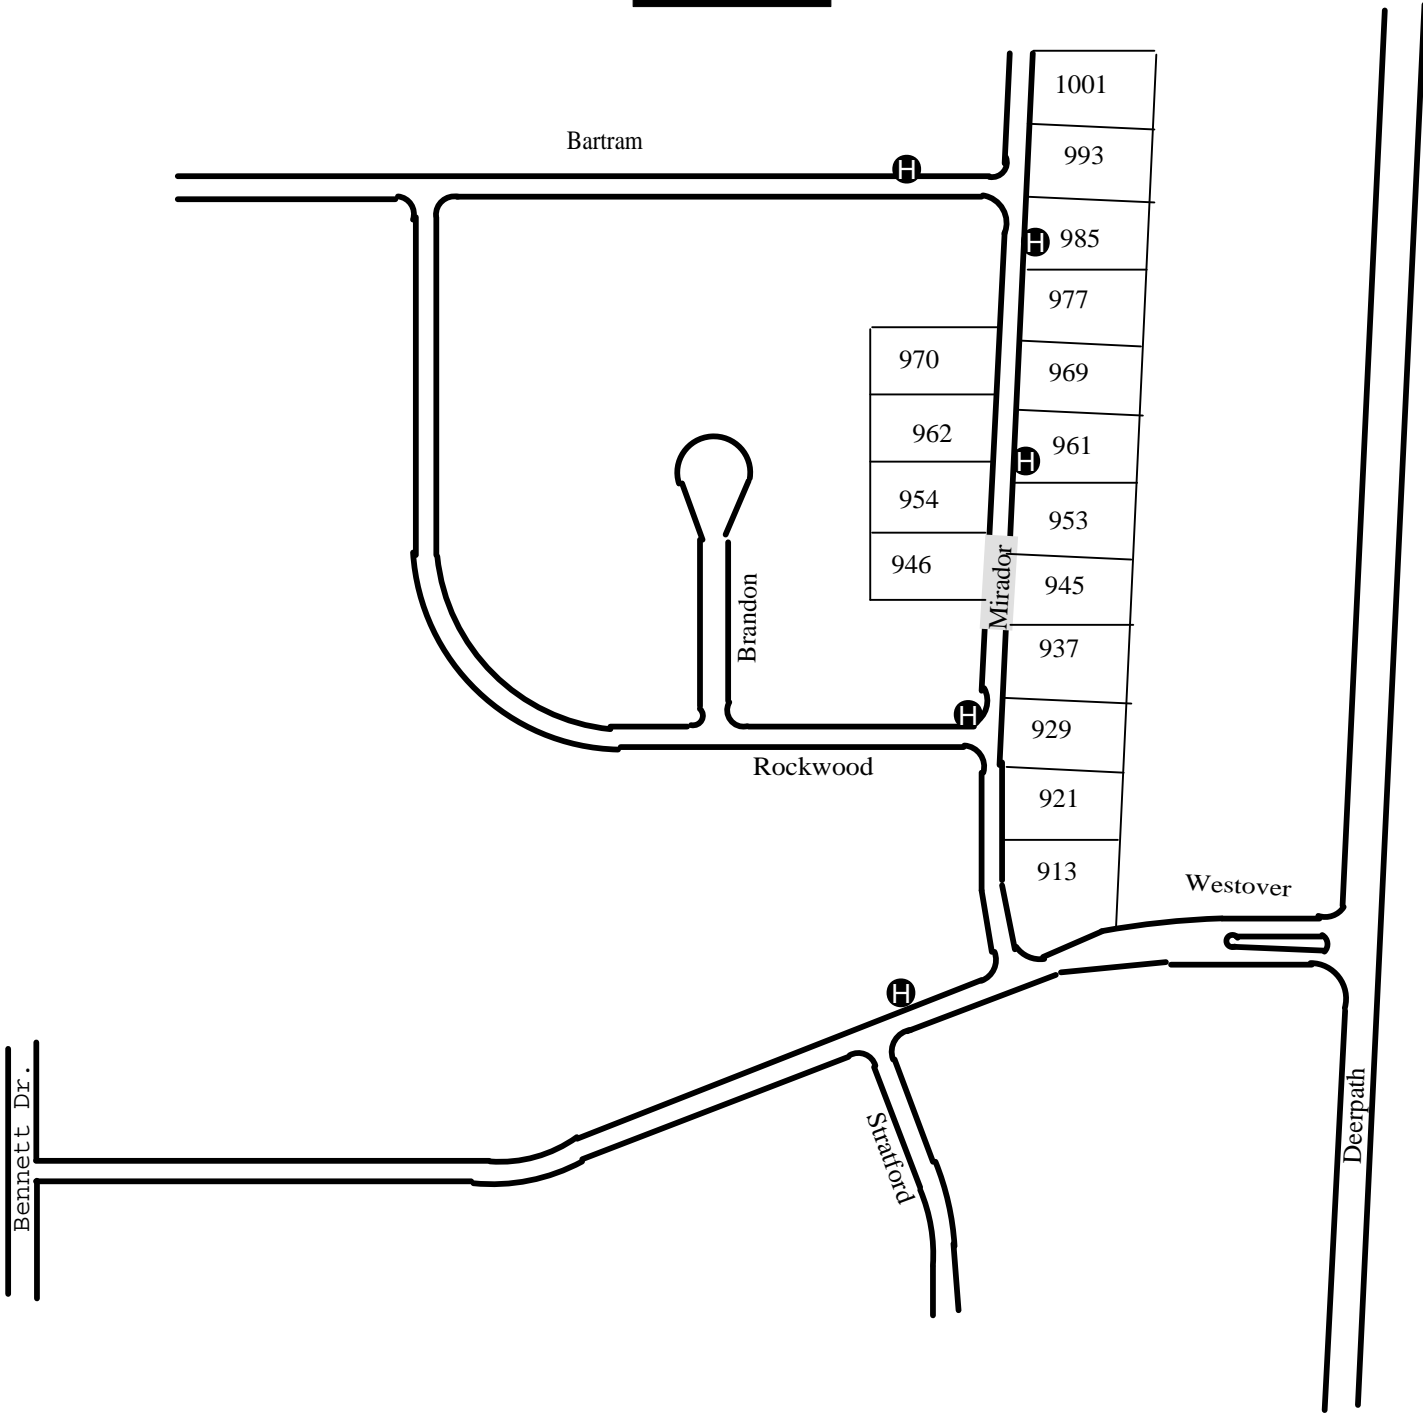 1001
Bartram
993
H
H
985
977
970
969
962
961
H
954
953
946
Mirador
945
Brandon
937
H
929
Rockwood
921
913
Westover
H
Bennett Dr.
Stratford
Deerpath